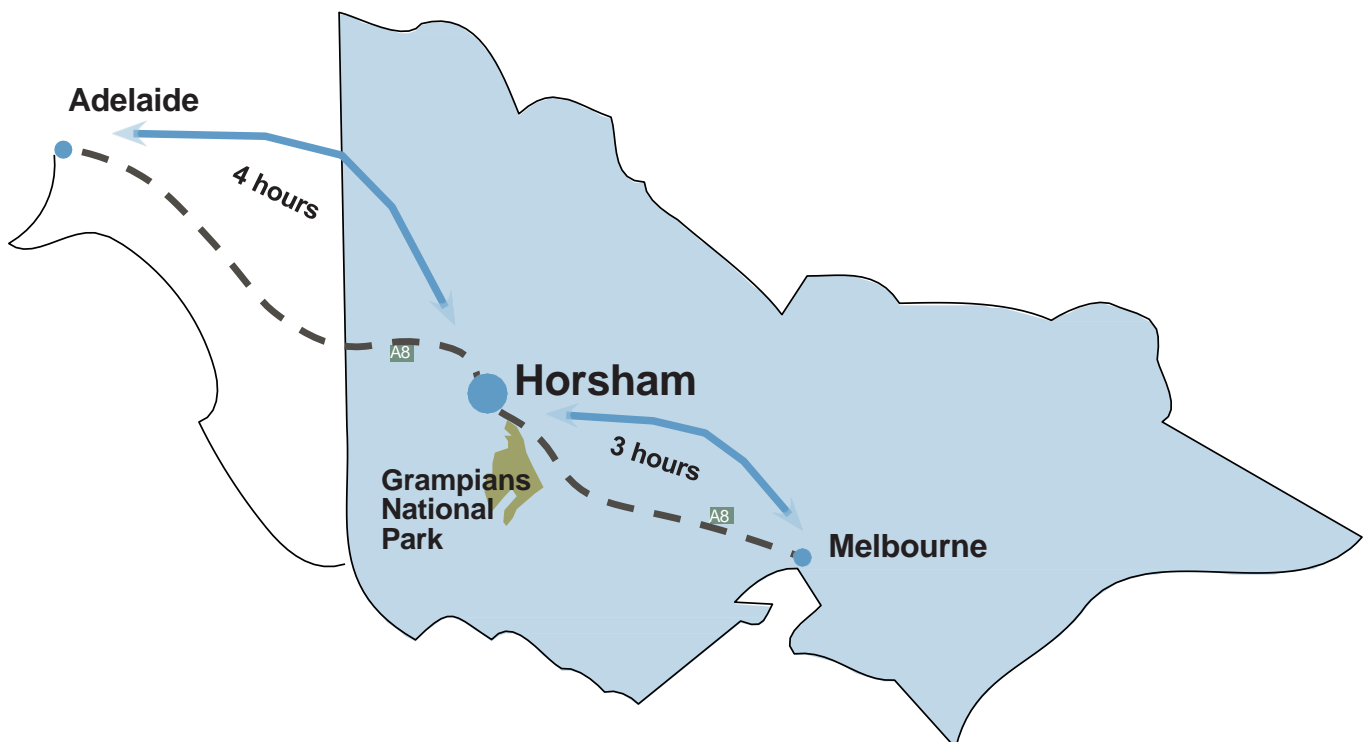 Adelaide
4 hours
A8
Horsham
3 hours
Grampians
National
Park
A8
Melbourne